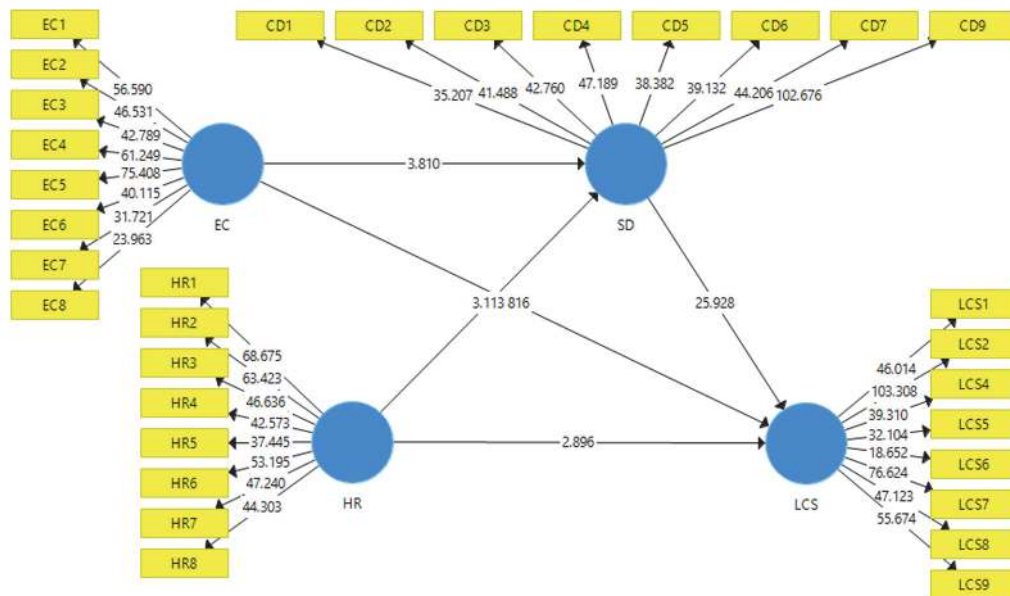 EC1
EC2
EC3
EC4
EC5
EC6
EC7
EC8
56.590
46.531
42.789
61.249
75.408
40.115
31.721
23.963
EC
CD1
CD2
CD3
CD4
CD5
CD6
CD7
CD9
35.207
41.488
42.760
47.189
38.382
39.132
44.206
102.676
SD
3.810
3.113 816
25.928
2.896
HR1
HR2
HR3
HR4
HR5
HR6
HR7
HR8
68.675
63.423
46.636
42.573
37.445
53.195
47.240
44.303
HR
LCS
46.014
103.308
39.310
32.104
18.652
76.624
47.123
55.674
LCS1
LCS2
LCS4
LCS5
LCS6
LCS7
LCS8
LCS9